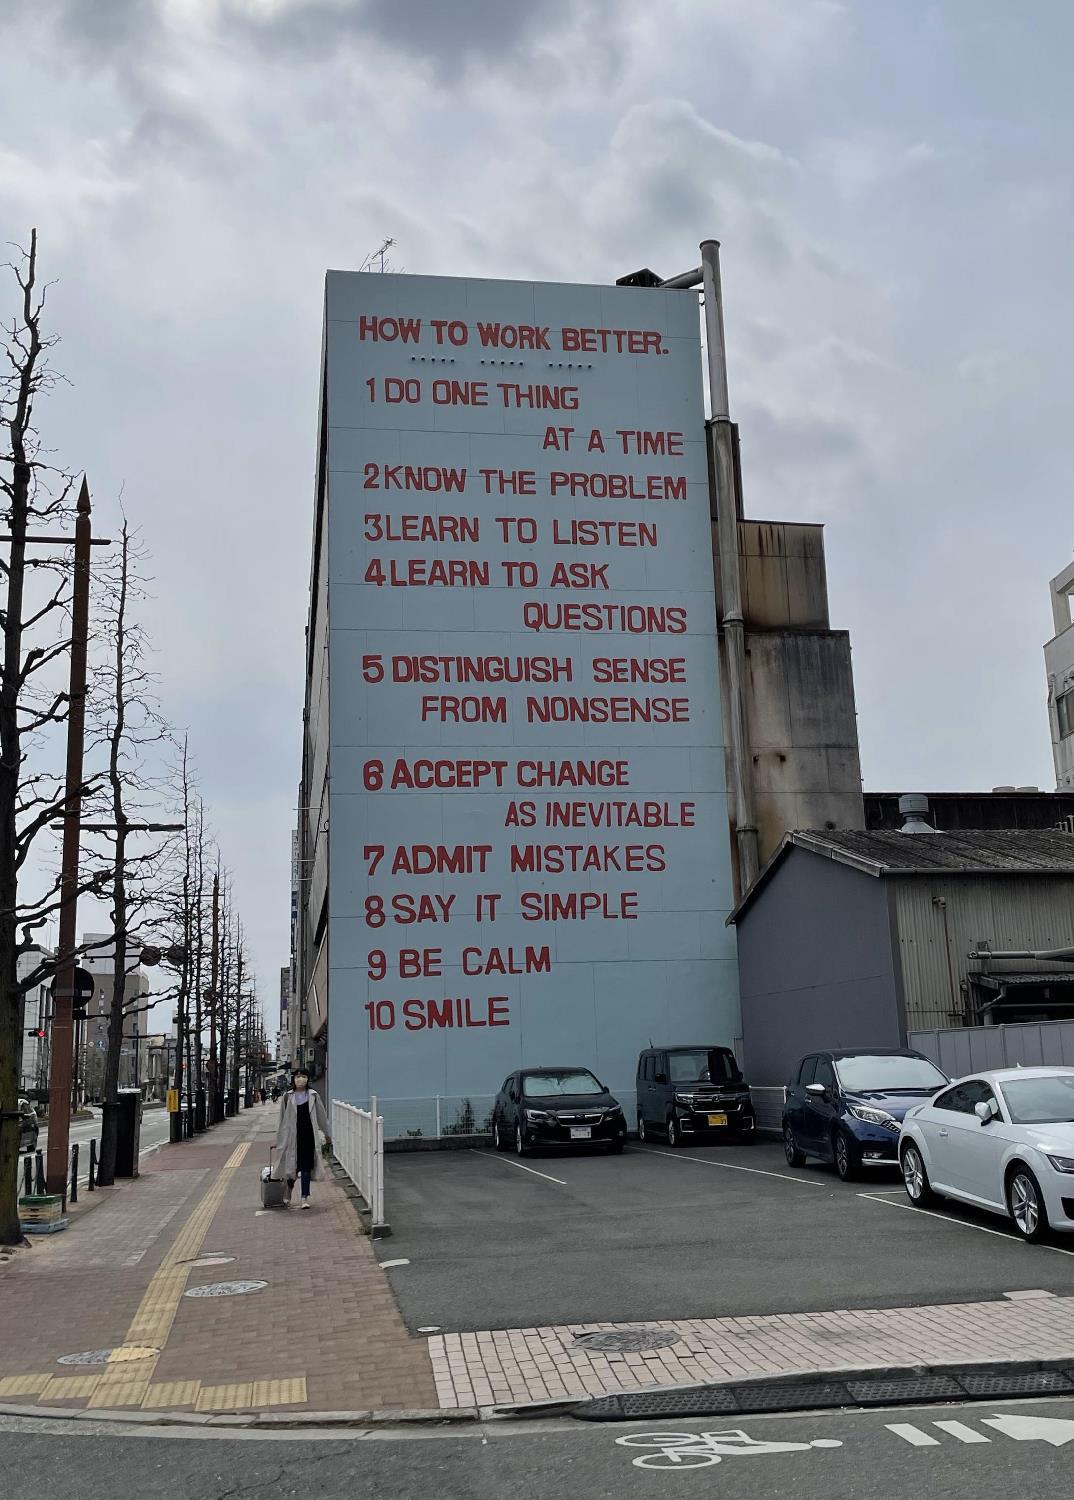 HOW TO WORK BETTER.
1 DO ONE THING
AT A TIME
2 KNOW THE PROBLEM
3 LEARN TO LISTEN
4 LEARN TO ASK
QUESTIONS
5 DISTINGUISH SENSE
FROM NONSENSE
6 ACCEPT CHANGE
AS INEVITABLE
7 ADMIT MISTAKES
8 SAY IT SIMPLE
9 BE CALM
10 SMILE